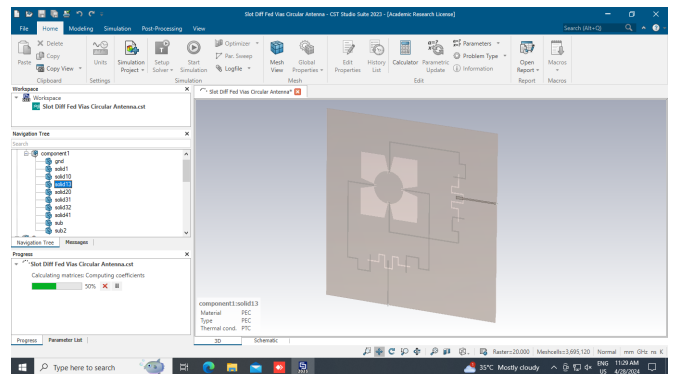 Slot Diff Fed Vias Circular Antenna - CST Studio Suite 2023 - [Academic Research License]
File Home Modeling Simulation Post-Processing View Search (Alt+Q)
Paste
Delete
Copy
Copy View
Clipboard
Units
Settings
Simulation Project
Setup Solver
Start Simulation
Optimizer
Par. Sweep
Logfile
Simulation
Mesh View
Global Properties
Mesh
Edit Properties
History List
Calculator
Parametric Update
Parameters
Problem Type
Information
Edit
Open Report
Report
Macros
Macros
Workspace
Workspace
Slot Diff Fed Vias Circular Antenna.cst
Slot Diff Fed Vias Circular Antenna*
Navigation Tree
Search
component1
gnd
solid1
solid10
solid13
solid20
solid31
solid32
solid41
sub
sub2
Navigation Tree Messages
Progress
Slot Diff Fed Vias Circular Antenna.cst
Calculating matrices: Computing coefficients
50%
Progress Parameter List
component1:solid13
Material PEC
Type PEC
Thermal cond. PTC
3D Schematic
Raster=20.000 Meshcells=3,695,120 Normal mm GHz ns K
Type here to search
35°C Mostly cloudy
ENG
US
11:29 AM
4/28/2024